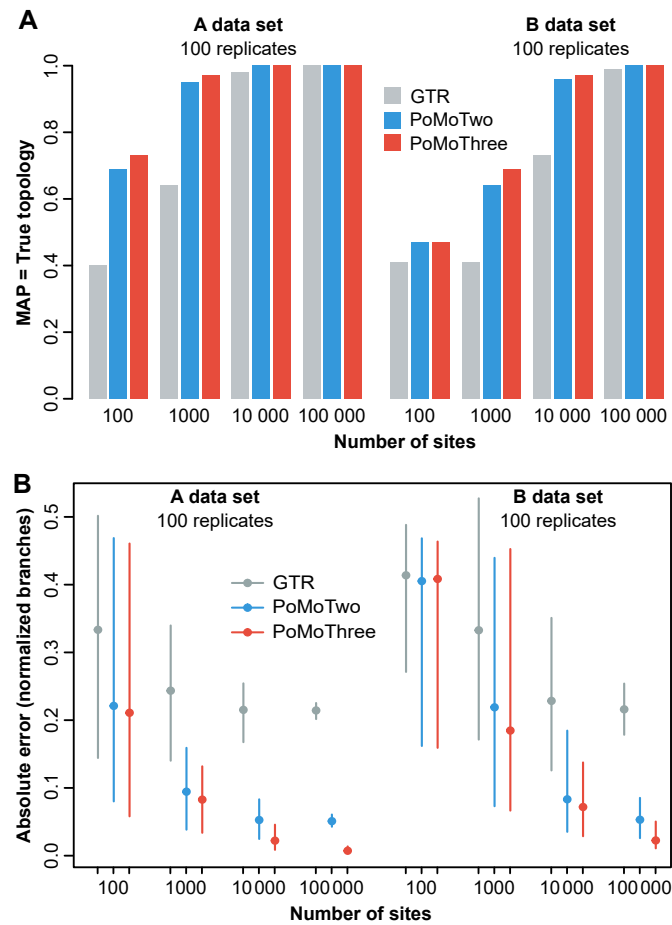 A
A data set
100 replicates
B data set
100 replicates
MAP = True topology
0.0 0.2 0.4 0.6 0.8 1.0
GTR
PoMoTwo
PoMoThree
100 1000 10 000 100 000 100 1000 10 000 100 000
Number of sites
B
A data set
100 replicates
B data set
100 replicates
Absolute error (normalized branches)
0.0 0.1 0.2 0.3 0.4 0.5
GTR
PoMoTwo
PoMoThree
100 1000 10 000 100 000 100 1000 10 000 100 000
Number of sites